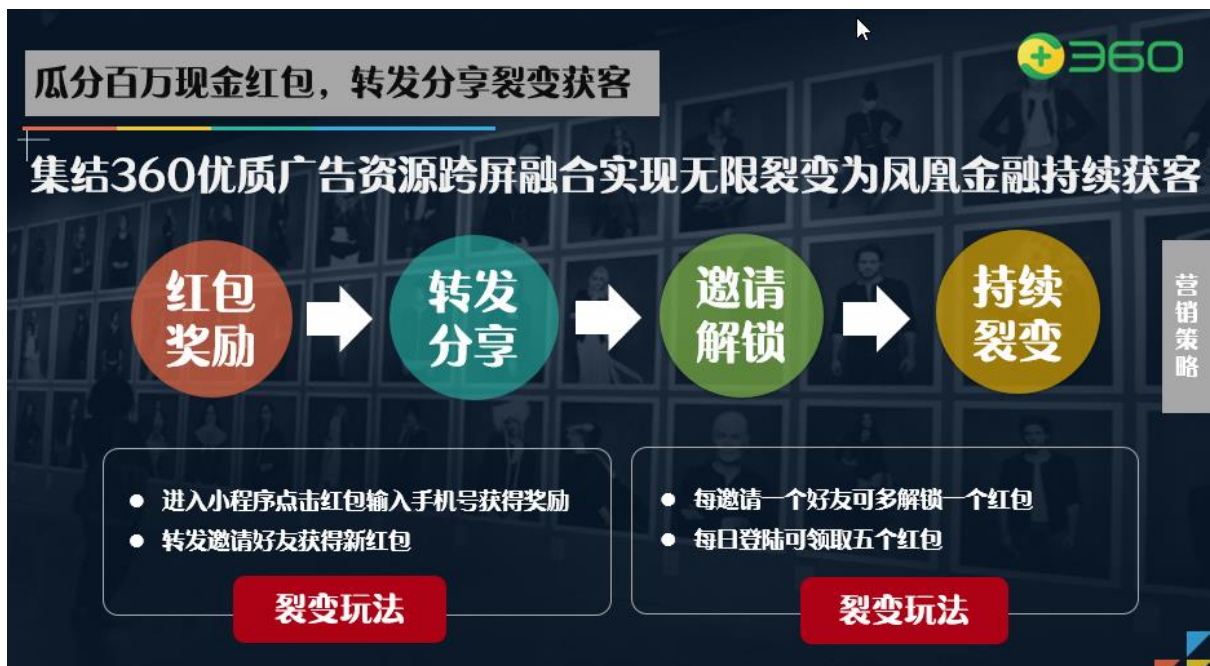 瓜分百万现金红包，转发分享裂变获客
360
集结360优质广告资源跨屏融合实现无限裂变为凤凰金融持续获客
红包
奖励
转发
分享
邀请
解锁
持续
裂变
营销策略
● 进入小程序点击红包输入手机号获得奖励
● 转发邀请好友获得新红包
裂变玩法
● 每邀请一个好友可多解锁一个红包
● 每日登陆可领取五个红包
裂变玩法